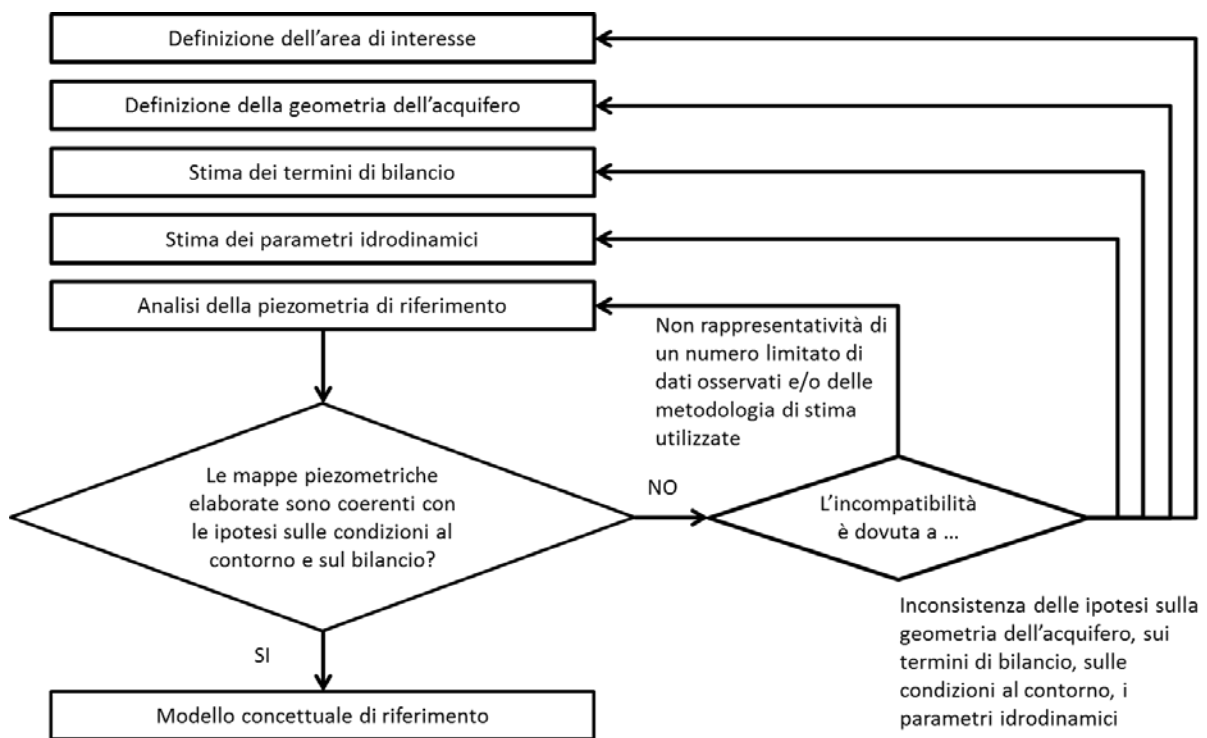 Definizione dell'area di interesse
Definizione della geometria dell'acquifero
Stima dei termini di bilancio
Stima dei parametri idrodinamici
Analisi della piezometria di riferimento
Non rappresentatività di
un numero limitato di
dati osservati e/o delle
metodologia di stima
utilizzate
Le mappe piezometriche
elaborate sono coerenti con
le ipotesi sulle condizioni al
contorno e sul bilancio?
NO
L'incompatibilità
è dovuta a ...
Inconsistenza delle ipotesi sulla
geometria dell'acquifero, sui
termini di bilancio, sulle
condizioni al contorno, i
parametri idrodinamici
SI
Modello concettuale di riferimento